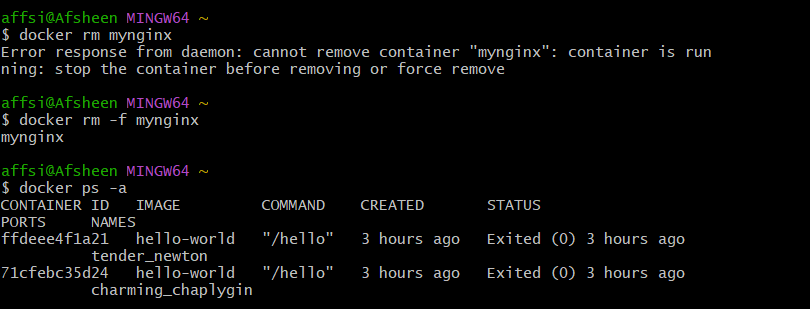 affsi@Afsheen MINGW64 ~
$ docker rm mynginx
Error response from daemon: cannot remove container "mynginx": container is run
ning: stop the container before removing or force remove
affsi@Afsheen MINGW64 ~
$ docker rm -f mynginx
mynginx
affsi@Afsheen MINGW64 ~
$ docker ps -a
CONTAINER ID   IMAGE         COMMAND    CREATED       STATUS
PORTS     NAMES
ffdeee4f1a21   hello-world   "/hello"   3 hours ago   Exited (0) 3 hours ago
          tender_newton
71cfebc35d24   hello-world   "/hello"   3 hours ago   Exited (0) 3 hours ago
          charming_chaplygin